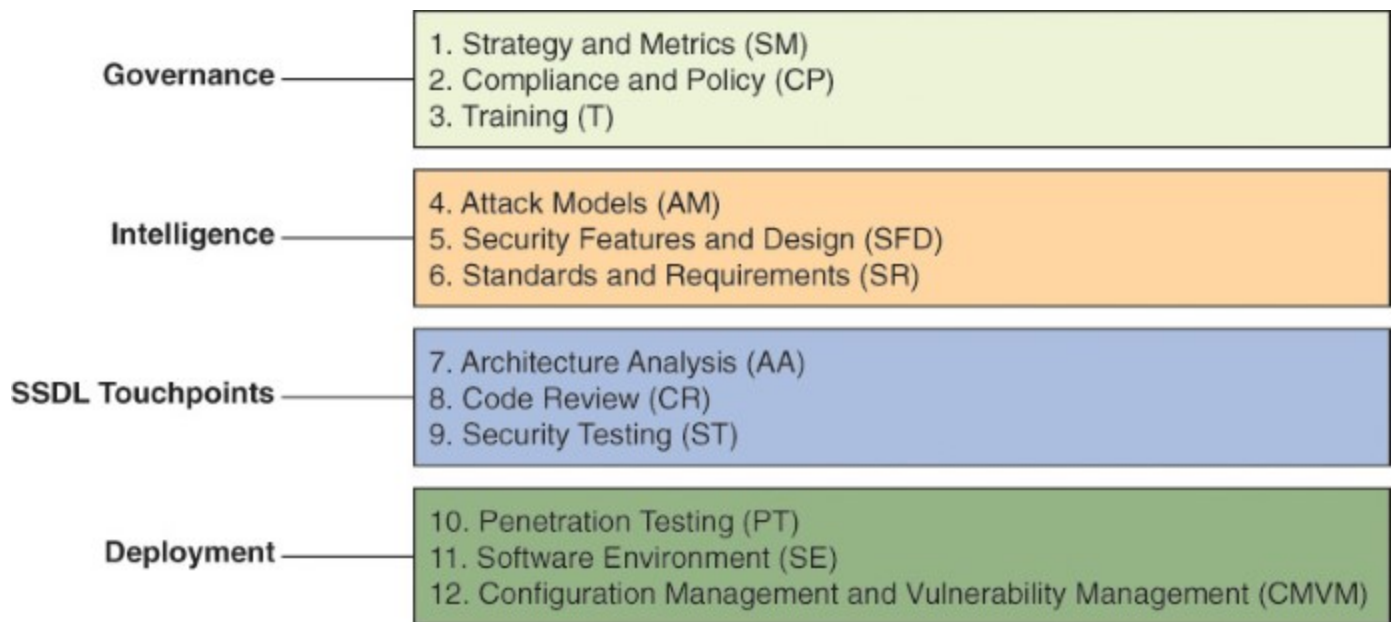 Governance
1. Strategy and Metrics (SM)
2. Compliance and Policy (CP)
3. Training (T)
Intelligence
4. Attack Models (AM)
5. Security Features and Design (SFD)
6. Standards and Requirements (SR)
SSDL Touchpoints
7. Architecture Analysis (AA)
8. Code Review (CR)
9. Security Testing (ST)
Deployment
10. Penetration Testing (PT)
11. Software Environment (SE)
12. Configuration Management and Vulnerability Management (CMVM)